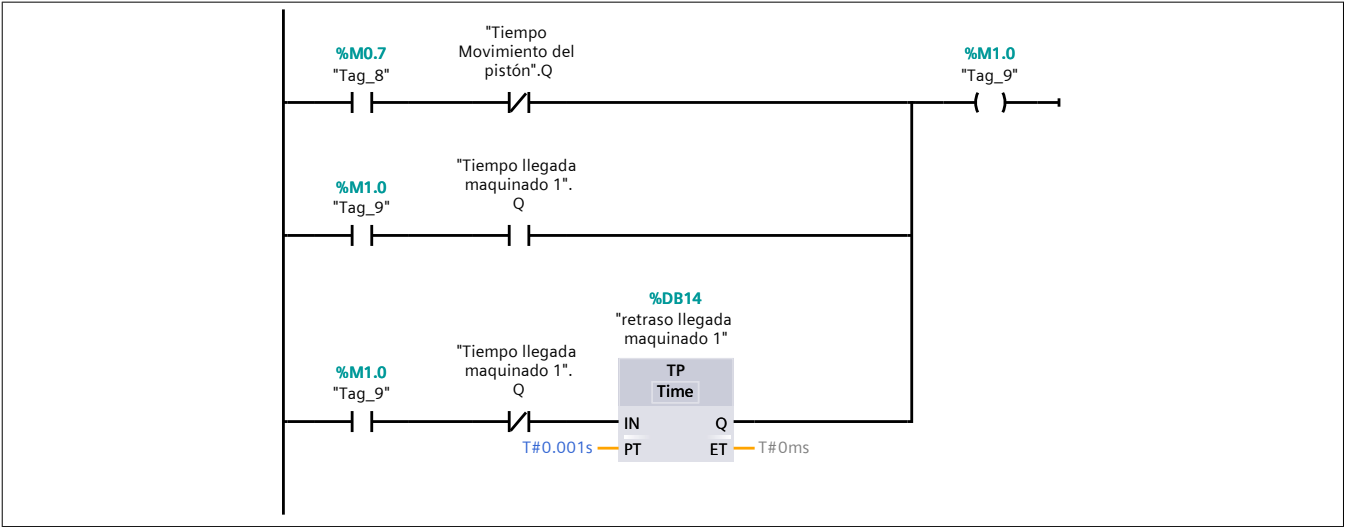 "Tiempo
Movimiento del
pistón".Q
%M0.7
"Tag_8"
%M1.0
"Tag_9"
"Tiempo llegada
maquinado 1".
Q
%M1.0
"Tag_9"
%DB14
"retraso llegada
maquinado 1"
"Tiempo llegada
maquinado 1".
Q
%M1.0
"Tag_9"
TP
Time
IN
Q
T#0.001s
PT
ET
T#0ms